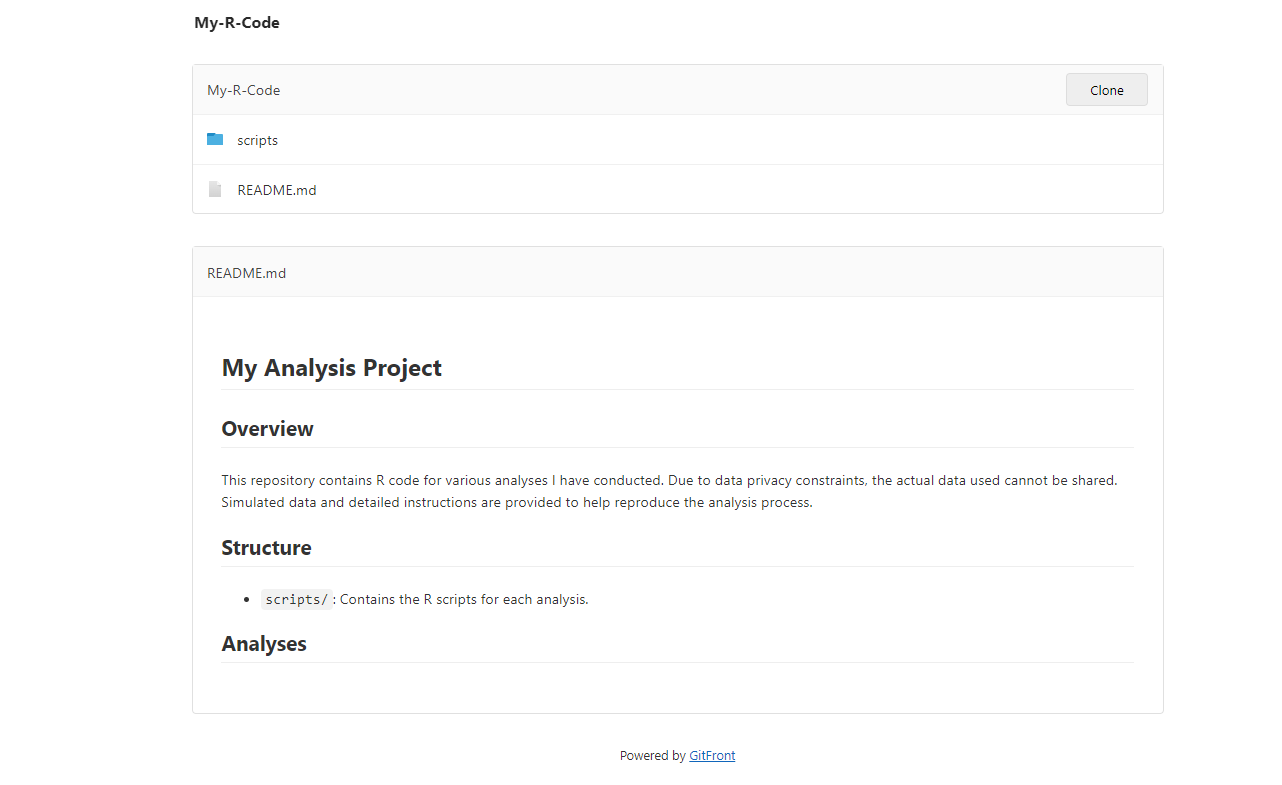 My-R-Code
My-R-Code
Clone
scripts
README.md
README.md
My Analysis Project
Overview
This repository contains R code for various analyses I have conducted. Due to data privacy constraints, the actual data used cannot be shared.
Simulated data and detailed instructions are provided to help reproduce the analysis process.
Structure
• scripts/ : Contains the R scripts for each analysis.
Analyses
Powered by GitFront